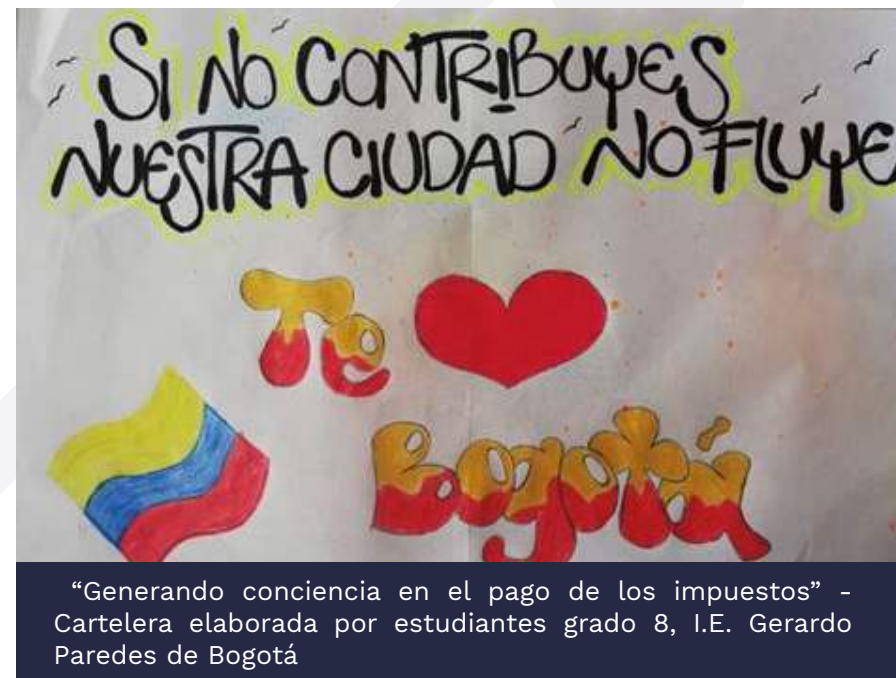 SI NO CONTRIBUYES
NUESTRA CIUDAD NO FLUYE
Te
Bogotá
“Generando conciencia en el pago de los impuestos” -
Cartelera elaborada por estudiantes grado 8, I.E. Gerardo
Paredes de Bogotá